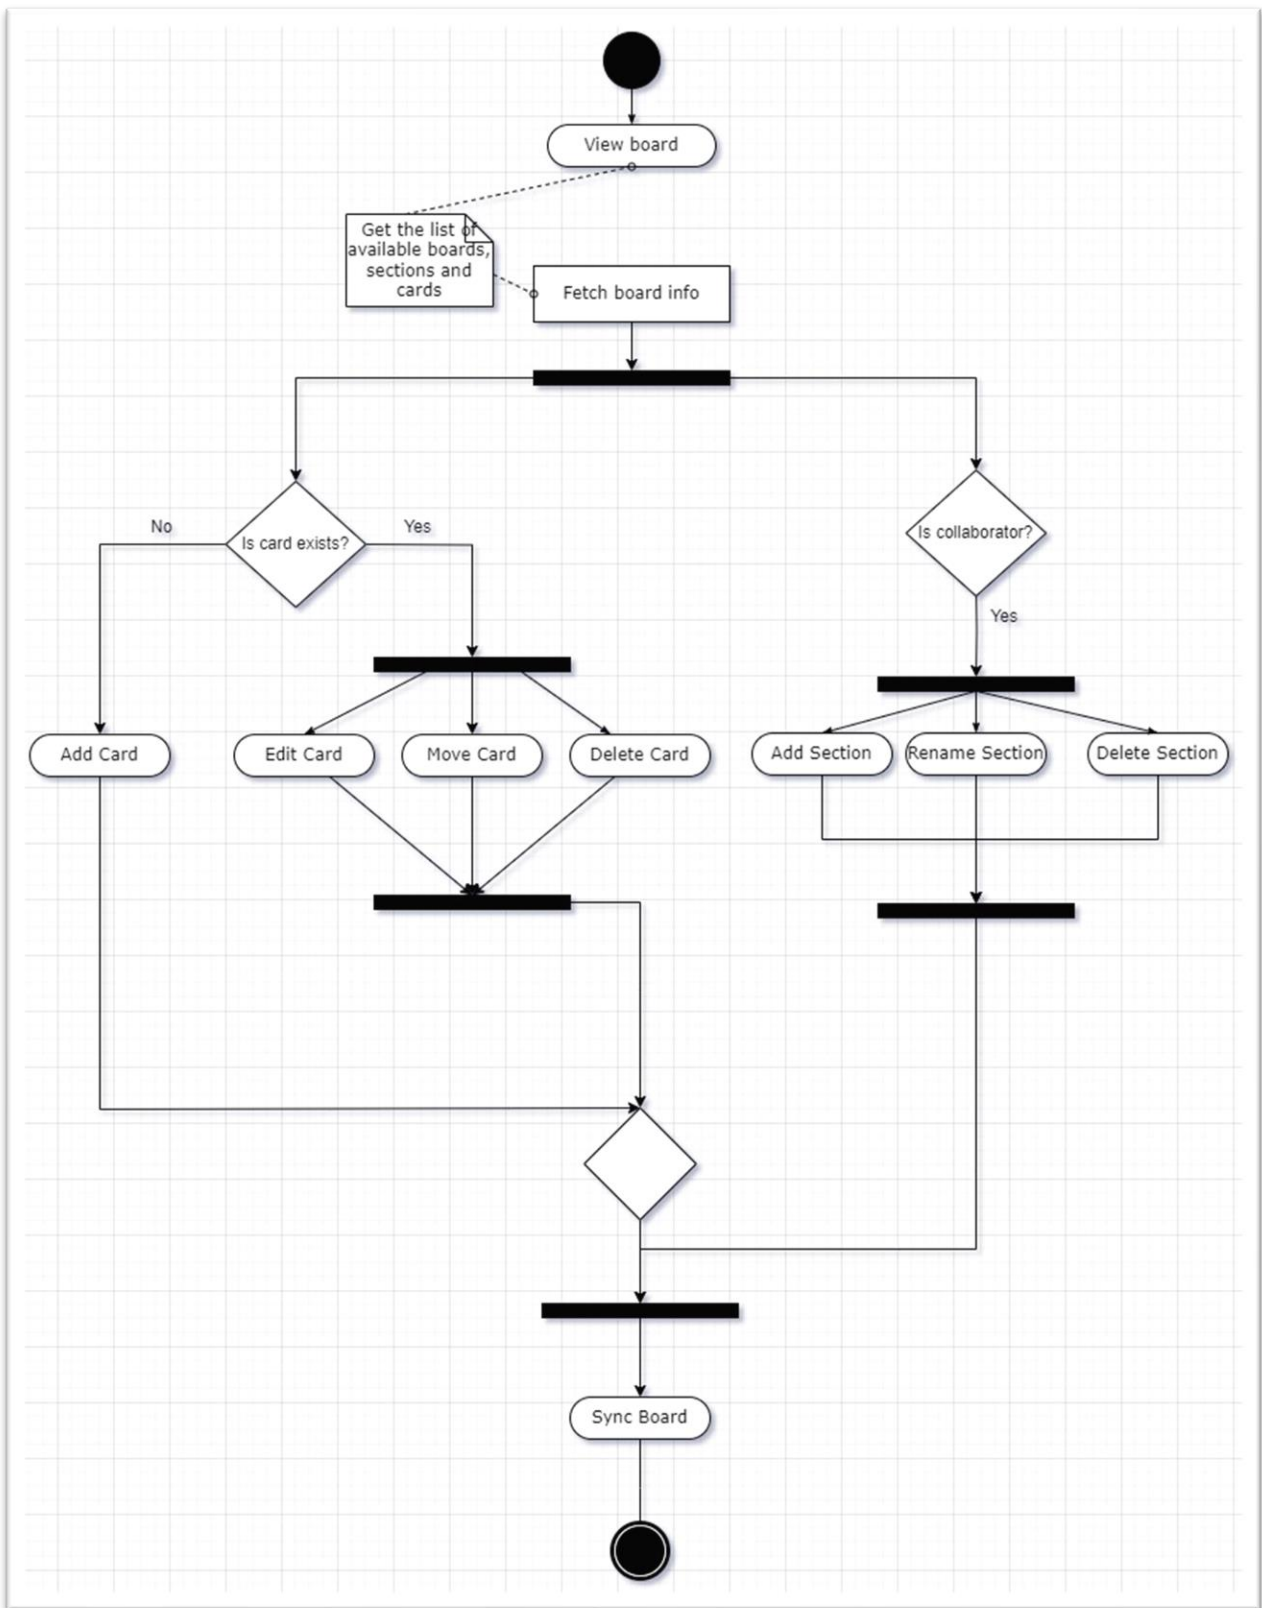 View board
Get the list of
available boards,
sections and
cards
Fetch board info
No
Yes
Is card exists?
Is collaborator?
Yes
Add Card
Edit Card
Move Card
Delete Card
Add Section
Rename Section
Delete Section
Sync Board